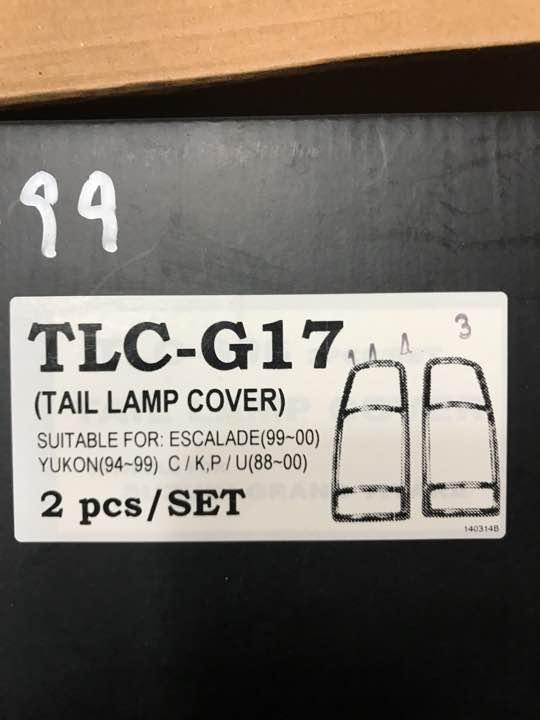 99
TLC-G17
3
(TAIL LAMP COVER)
SUITABLE FOR: ESCALADE(99~00)
YUKON(94~99) C/K,P/U(88~00)
2 pcs/SET
140314B